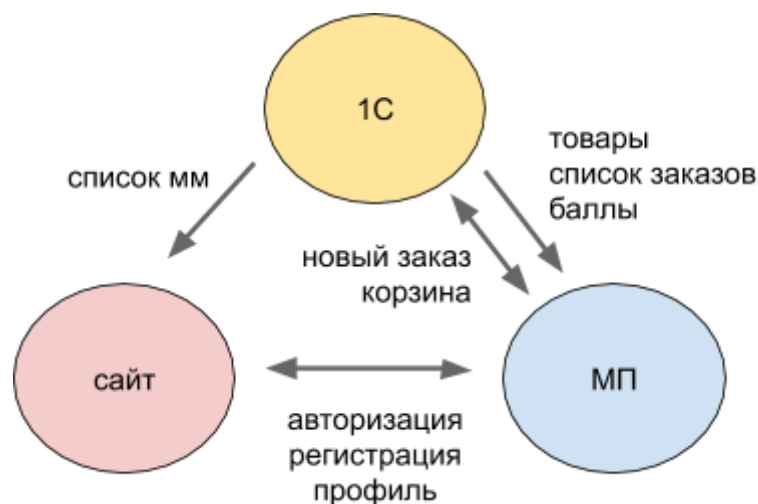 1С
товары
список заказов
баллы
список мм
новый заказ
корзина
сайт
МП
авторизация
регистрация
профиль